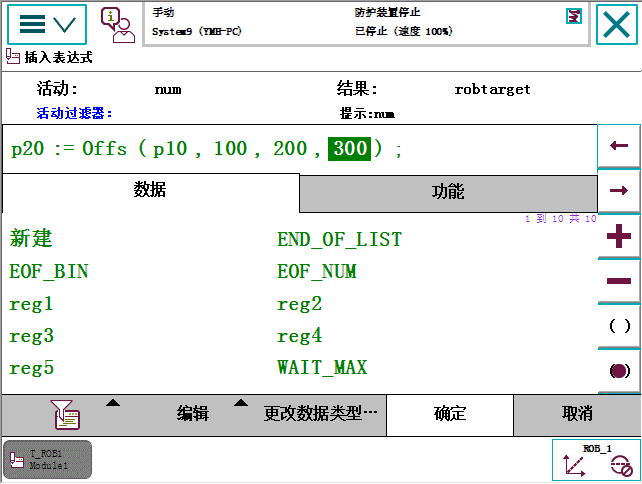 手动
防护装置停止
System9 (YMH-PC)
已停止 (速度 100%)
插入表达式
活动: num 结果: robtarget
活动过滤器: 提示:num
p20 := Offs ( p10 , 100 , 200 , 300 ) ;
数据 功能
1 到 10 共 10
新建 END_OF_LIST
EOF_BIN EOF_NUM
reg1 reg2
reg3 reg4
reg5 WAIT_MAX
( )
编辑 更改数据类型… 确定 取消
T_ROB1
Module1
ROB_1